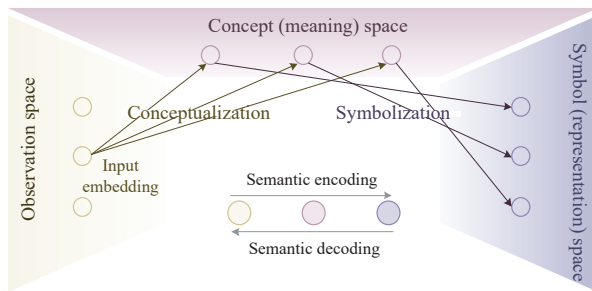 Concept (meaning) space
Observation space
Conceptualization
Symbolization
Symbol (representation) space
Input
embedding
Semantic encoding
Semantic decoding